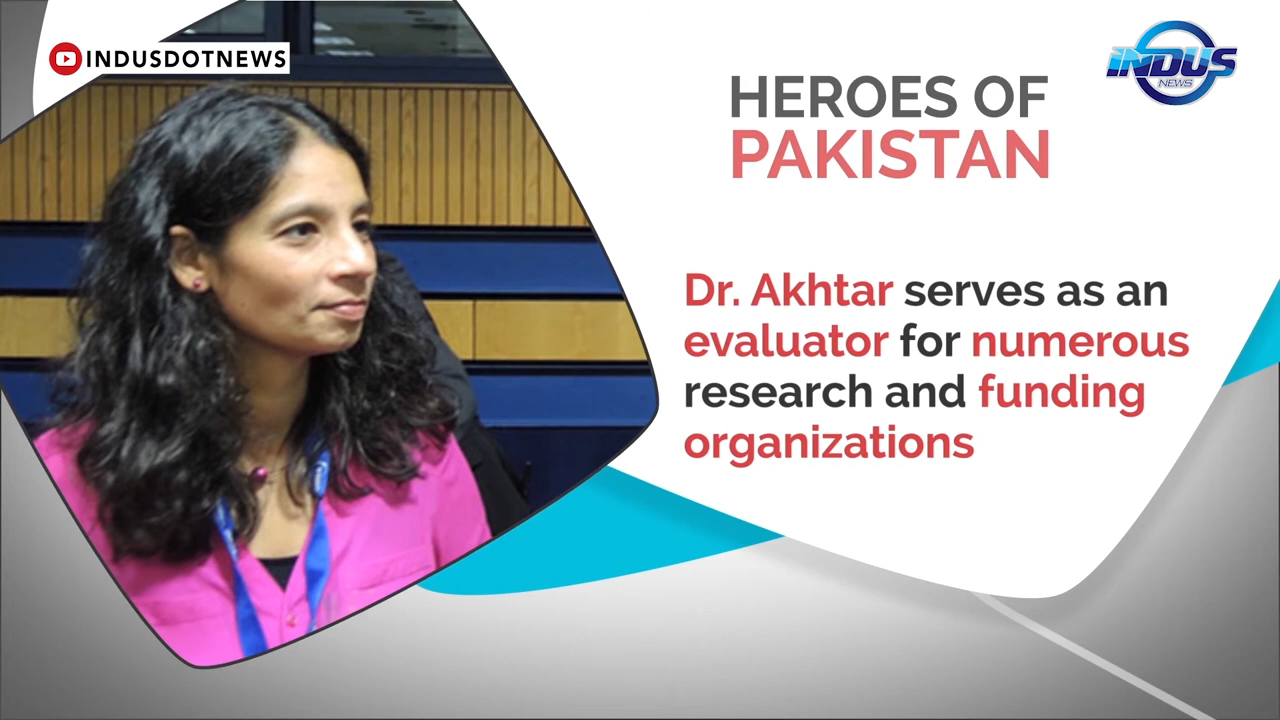 INDUSDOTNEWS
INDUS
NEWS
HEROES OF
PAKISTAN
Dr. Akhtar serves as an
evaluator for numerous
research and funding
organizations